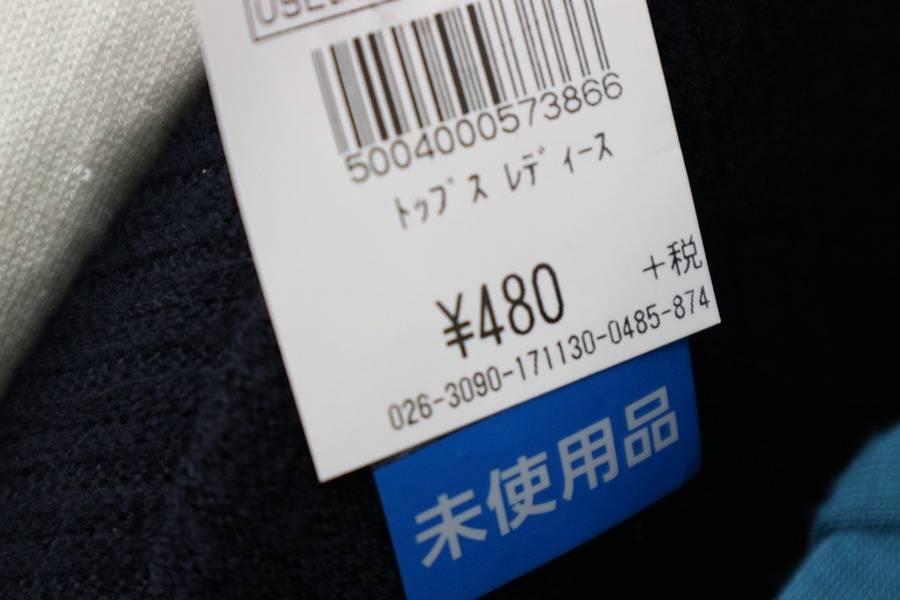 5004000573866
トップス レディース
¥480 +税
026-3090-171130-0485-874
未使用品